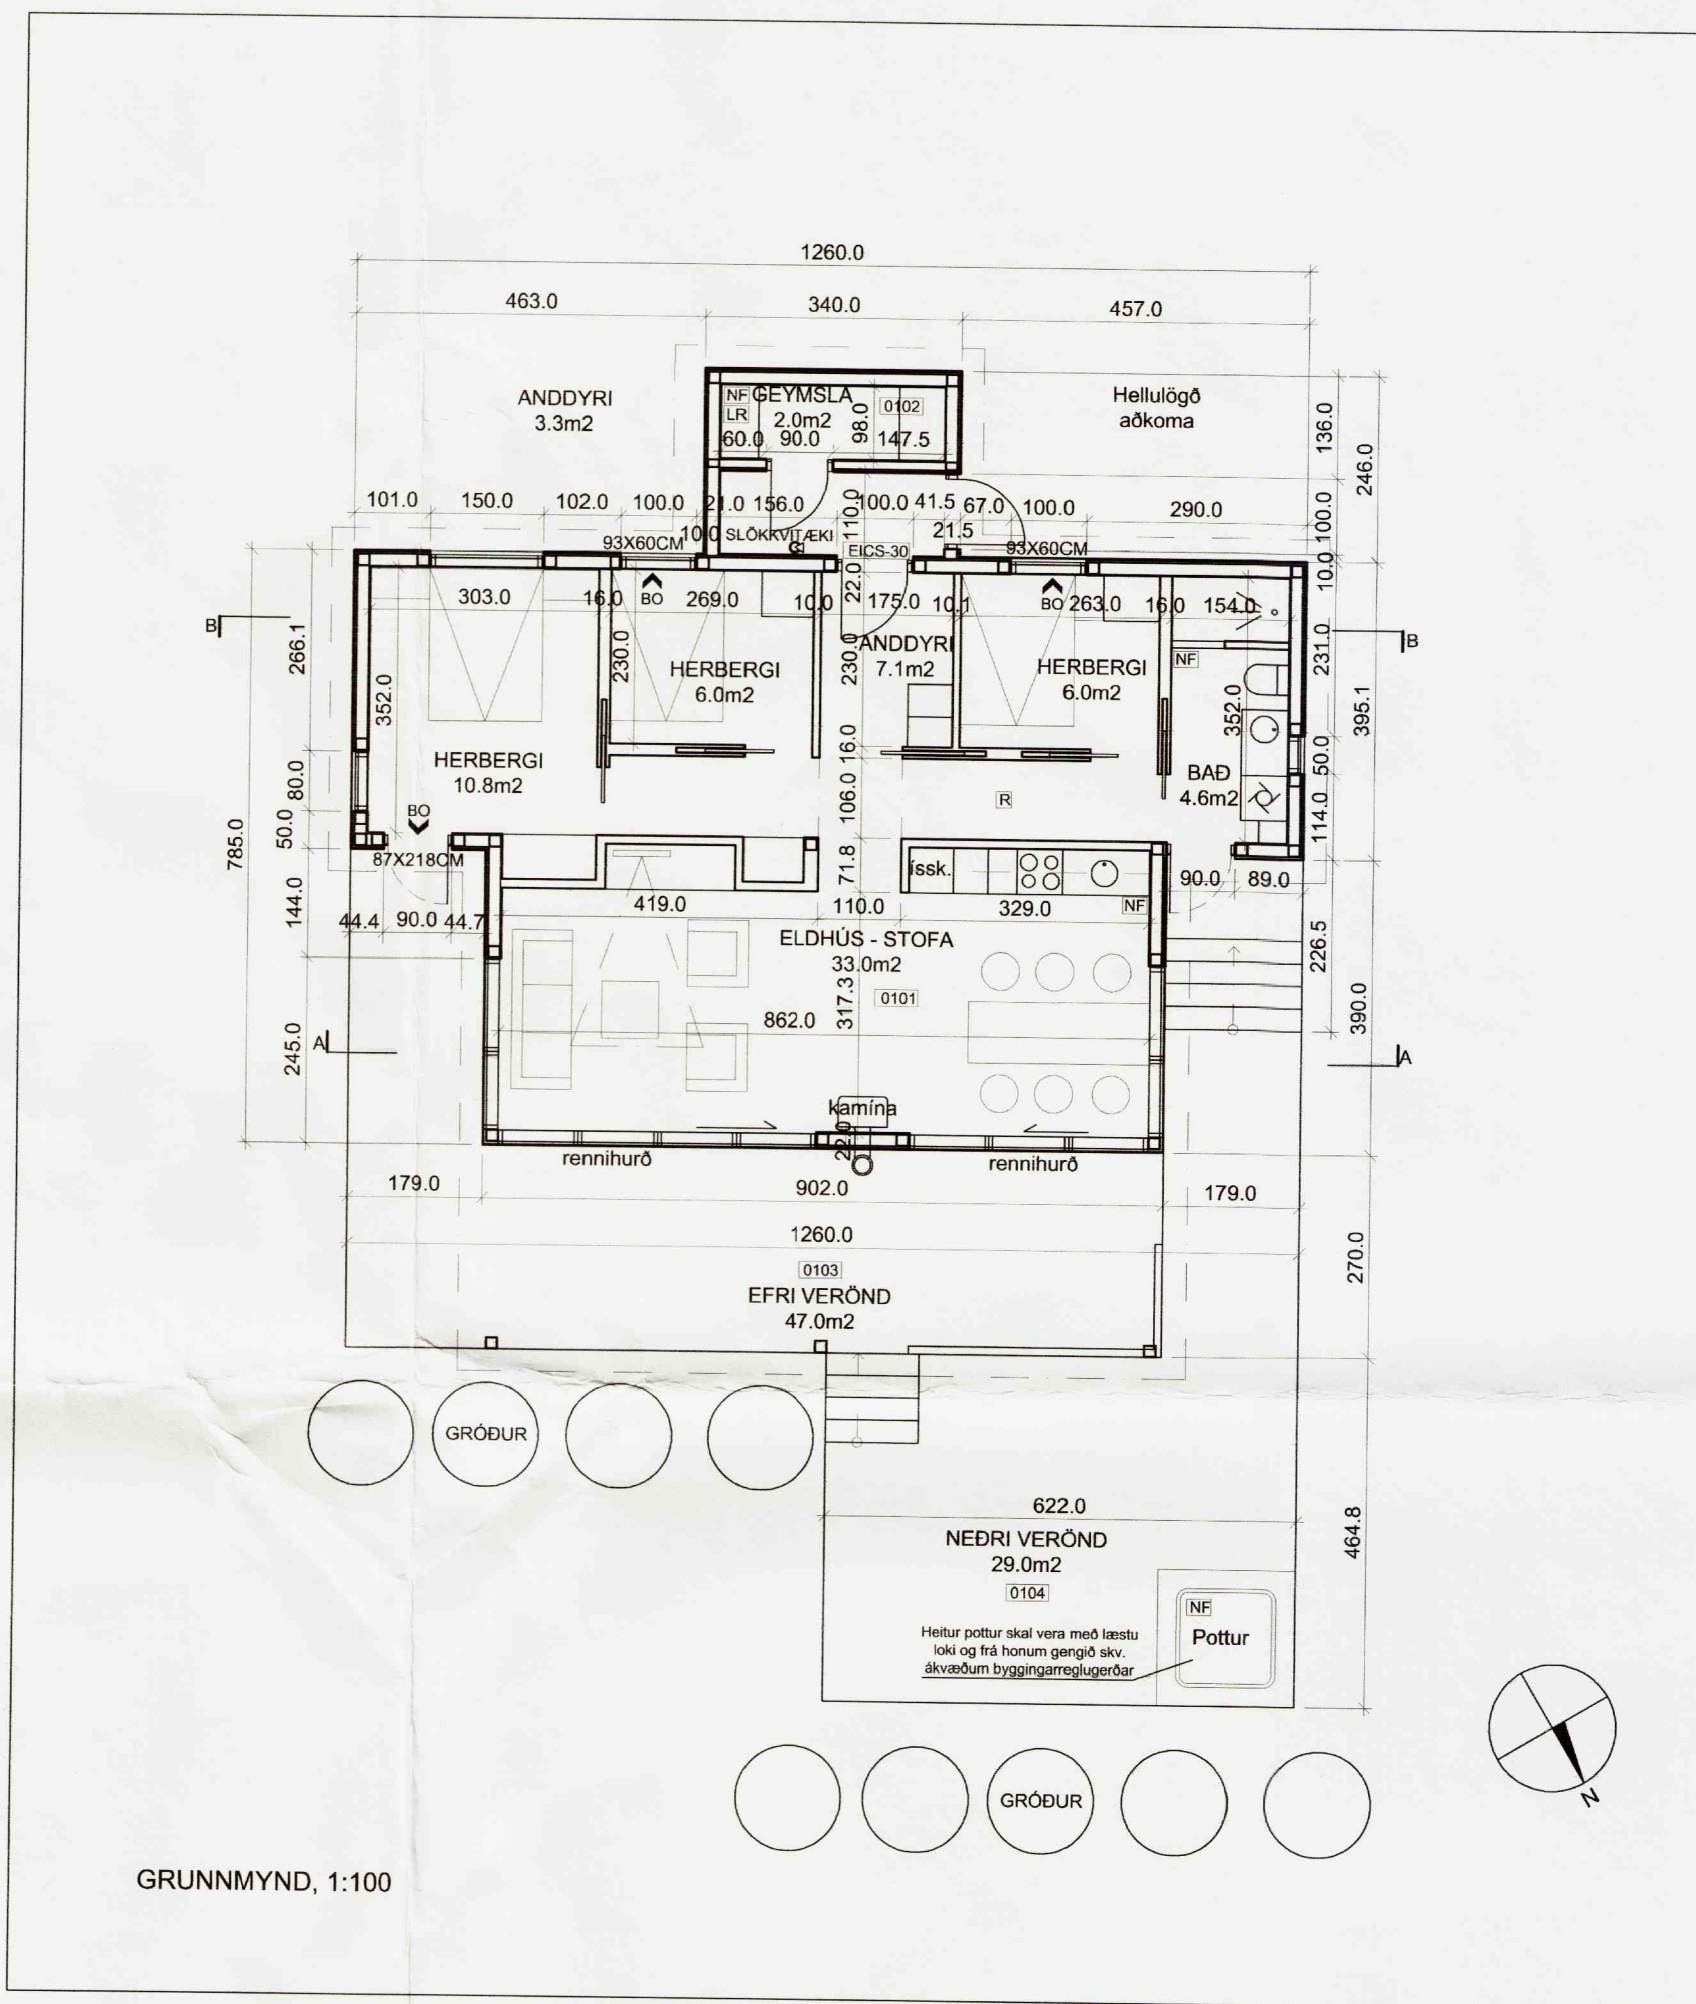 1260.0
463.0
340.0
457.0
ANDDYRI
3.3m2
NF
LR
GEYMSLA
2.0m2
0102
60.0
90.0
98.0
147.5
Hellulögð
aðkoma
136.0
246.0
100.0
10.0
101.0
150.0
102.0
100.0
21.0
156.0
110.0
100.0
41.5
67.0
100.0
290.0
93X60CM
10.0
SLÖKKVITÆKI
EICS-30
21.5
93X60CM
22.0
303.0
16.0
BO
269.0
10.0
175.0
10.1
BO
263.0
16.0
154.0
B
B
266.1
352.0
230.0
HERBERGI
6.0m2
230.0
ANDDYRI
7.1m2
HERBERGI
6.0m2
NF
231.0
352.0
395.1
HERBERGI
10.8m2
16.0
BAÐ
4.6m2
50.0
80.0
BO
106.0
R
114.0
50.0
785.0
87X218CM
71.8
íssk.
90.0
89.0
144.0
44.4
90.0
44.7
419.0
110.0
329.0
NF
ELDHÚS - STOFA
33.0m2
0101
317.3
862.0
226.5
390.0
245.0
A
A
kamína
22.0
rennihurð
rennihurð
179.0
902.0
179.0
1260.0
270.0
0103
EFRI VERÖND
47.0m2
GRÓÐUR
622.0
NEÐRI VERÖND
29.0m2
0104
464.8
NF
Pottur
Heitur pottur skal vera með læstu
loki og frá honum gengið skv.
ákvæðum byggingarreglugerðar
N
GRÓÐUR
GRUNNMYND, 1:100